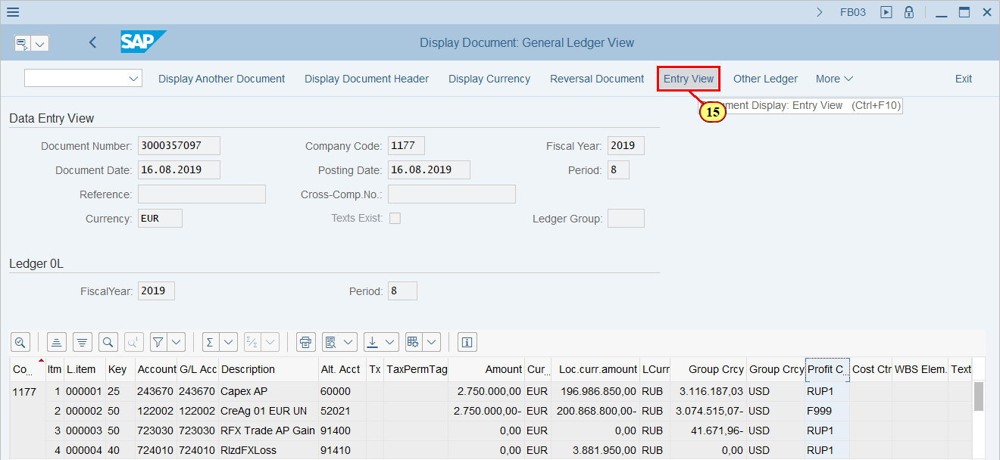 FB03
SAP
Display Document: General Ledger View
Display Another Document Display Document Header Display Currency Reversal Document Entry View Other Ledger More Exit
15 ment Display: Entry View (Ctrl+F10)
Data Entry View
Document Number: 3000357097 Company Code: 1177 Fiscal Year: 2019
Document Date: 16.08.2019 Posting Date: 16.08.2019 Period: 8
Reference: Cross-Comp.No.:
Currency: EUR Texts Exist: Ledger Group:
Ledger 0L
FiscalYear: 2019 Period: 8
Co... Itm L.item Key Account G/L Acc Description Alt. Acct Tx TaxPermTag Amount Cur... Loc.curr.amount LCurr Group Crcy Group Crcy Profit C... Cost Ctr WBS Elem. Text
1177 1 000001 25 243670 243670 Capex AP 60000 2.750.000,00 EUR 196.986.850,00 RUB 3.116.187,03 USD RUP1
2 000002 50 122002 122002 CreAg 01 EUR UN 52021 2.750.000,00- EUR 200.868.800,00- RUB 3.074.515,07- USD F999
3 000003 50 723030 723030 RFX Trade AP Gain 91400 0,00 EUR 0,00 RUB 41.671,96- USD RUP1
4 000004 40 724010 724010 RlzdFXLoss 91410 0,00 EUR 3.881.950,00 RUB 0,00 USD RUP1